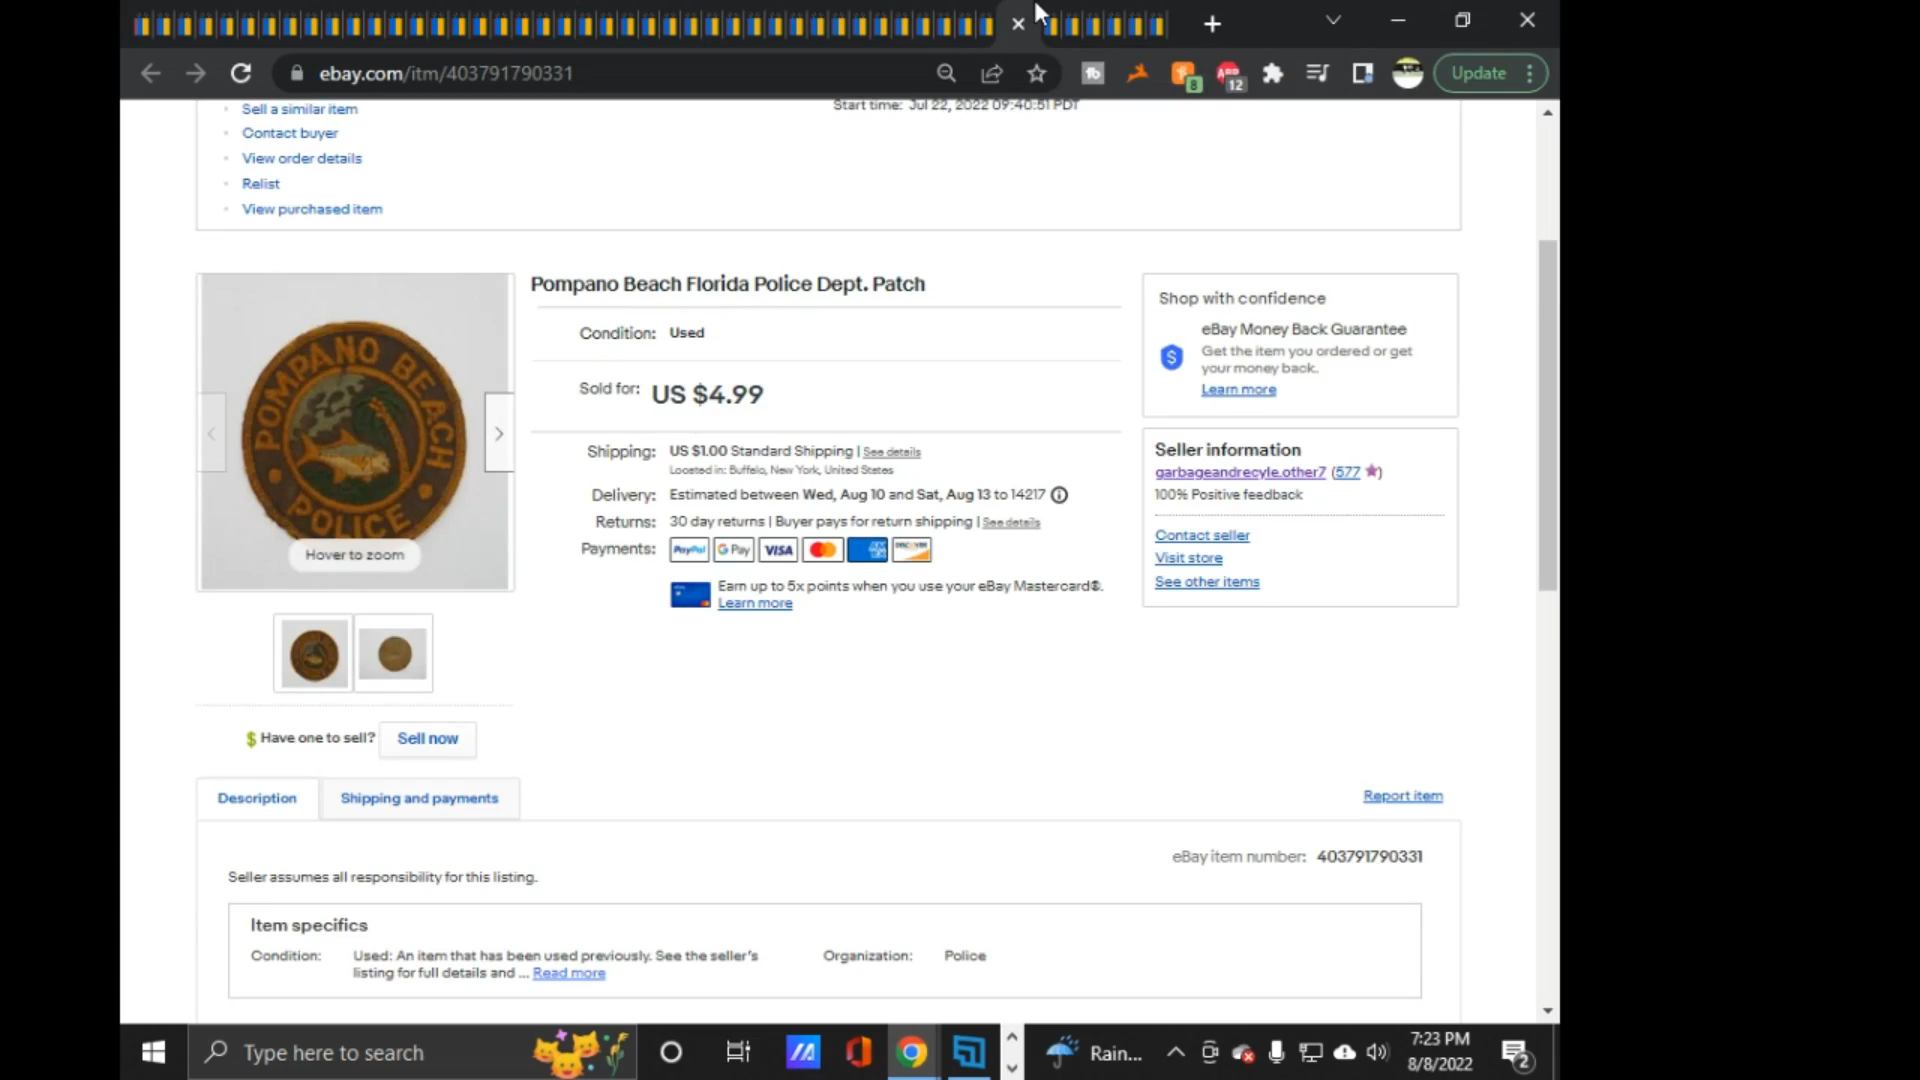 ebay.com/itm/403791790331
8
12
Update
Sell a similar item
Start time: Jul 22, 2022 09:40:51 PDT
Contact buyer
View order details
Relist
View purchased item
Pompano Beach Florida Police Dept. Patch
Condition: Used
Sold for: US $4.99
Shipping: US $1.00 Standard Shipping | See details
Located in: Buffalo, New York, United States
Delivery: Estimated between Wed, Aug 10 and Sat, Aug 13 to 14217
Returns: 30 day returns | Buyer pays for return shipping | See details
Payments: PayPal G Pay VISA DISCOVER
Earn up to 5x points when you use your eBay Mastercard®.
Learn more
Shop with confidence
eBay Money Back Guarantee
$
Get the item you ordered or get
your money back.
Learn more
Seller information
garbageandrecyle.other7 (577)
100% Positive feedback
Contact seller
Visit store
See other items
POMPANO BEACH
POLICE
Hover to zoom
$ Have one to sell? Sell now
Description
Shipping and payments
Report item
eBay item number: 403791790331
Seller assumes all responsibility for this listing.
Item specifics
Condition: Used: An item that has been used previously. See the seller's
listing for full details and ... Read more
Organization: Police
Type here to search
Rain...
7:23 PM
8/8/2022
2